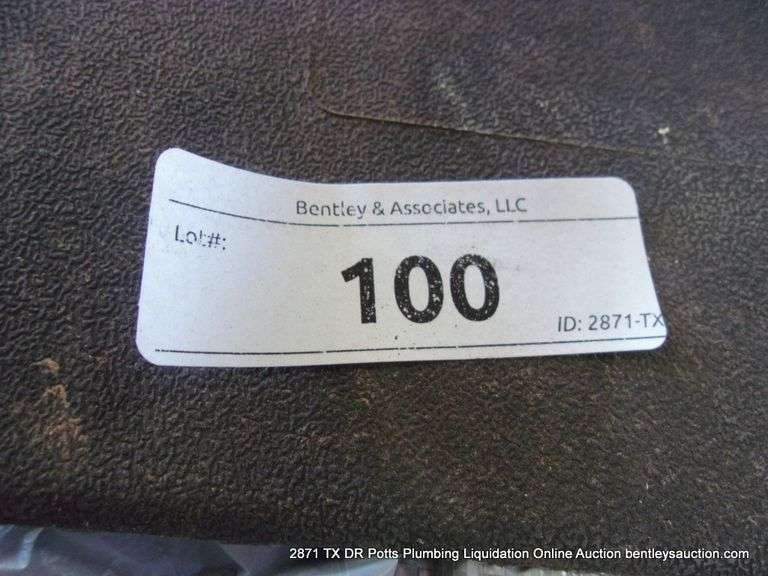 Bentley & Associates, LLC
Lot#:
100
ID: 2871-TX
2871 TX DR Potts Plumbing Liquidation Online Auction bentleysauction.com